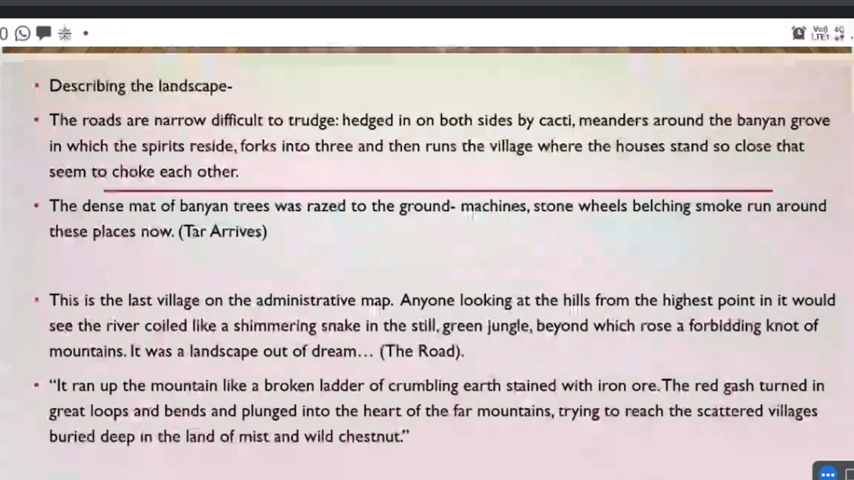 0
Vo)) 4G
LTE1
Describing the landscape-
The roads are narrow difficult to trudge: hedged in on both sides by cacti, meanders around the banyan grove
in which the spirits reside, forks into three and then runs the village where the houses stand so close that
seem to choke each other.
The dense mat of banyan trees was razed to the ground- machines, stone wheels belching smoke run around
these places now. (Tar Arrives)
This is the last village on the administrative map. Anyone looking at the hills from the highest point in it would
see the river coiled like a shimmering snake in the still, green jungle, beyond which rose a forbidding knot of
mountains. It was a landscape out of dream... (The Road).
"It ran up the mountain like a broken ladder of crumbling earth stained with iron ore. The red gash turned in
great loops and bends and plunged into the heart of the far mountains, trying to reach the scattered villages
buried deep in the land of mist and wild chestnut."